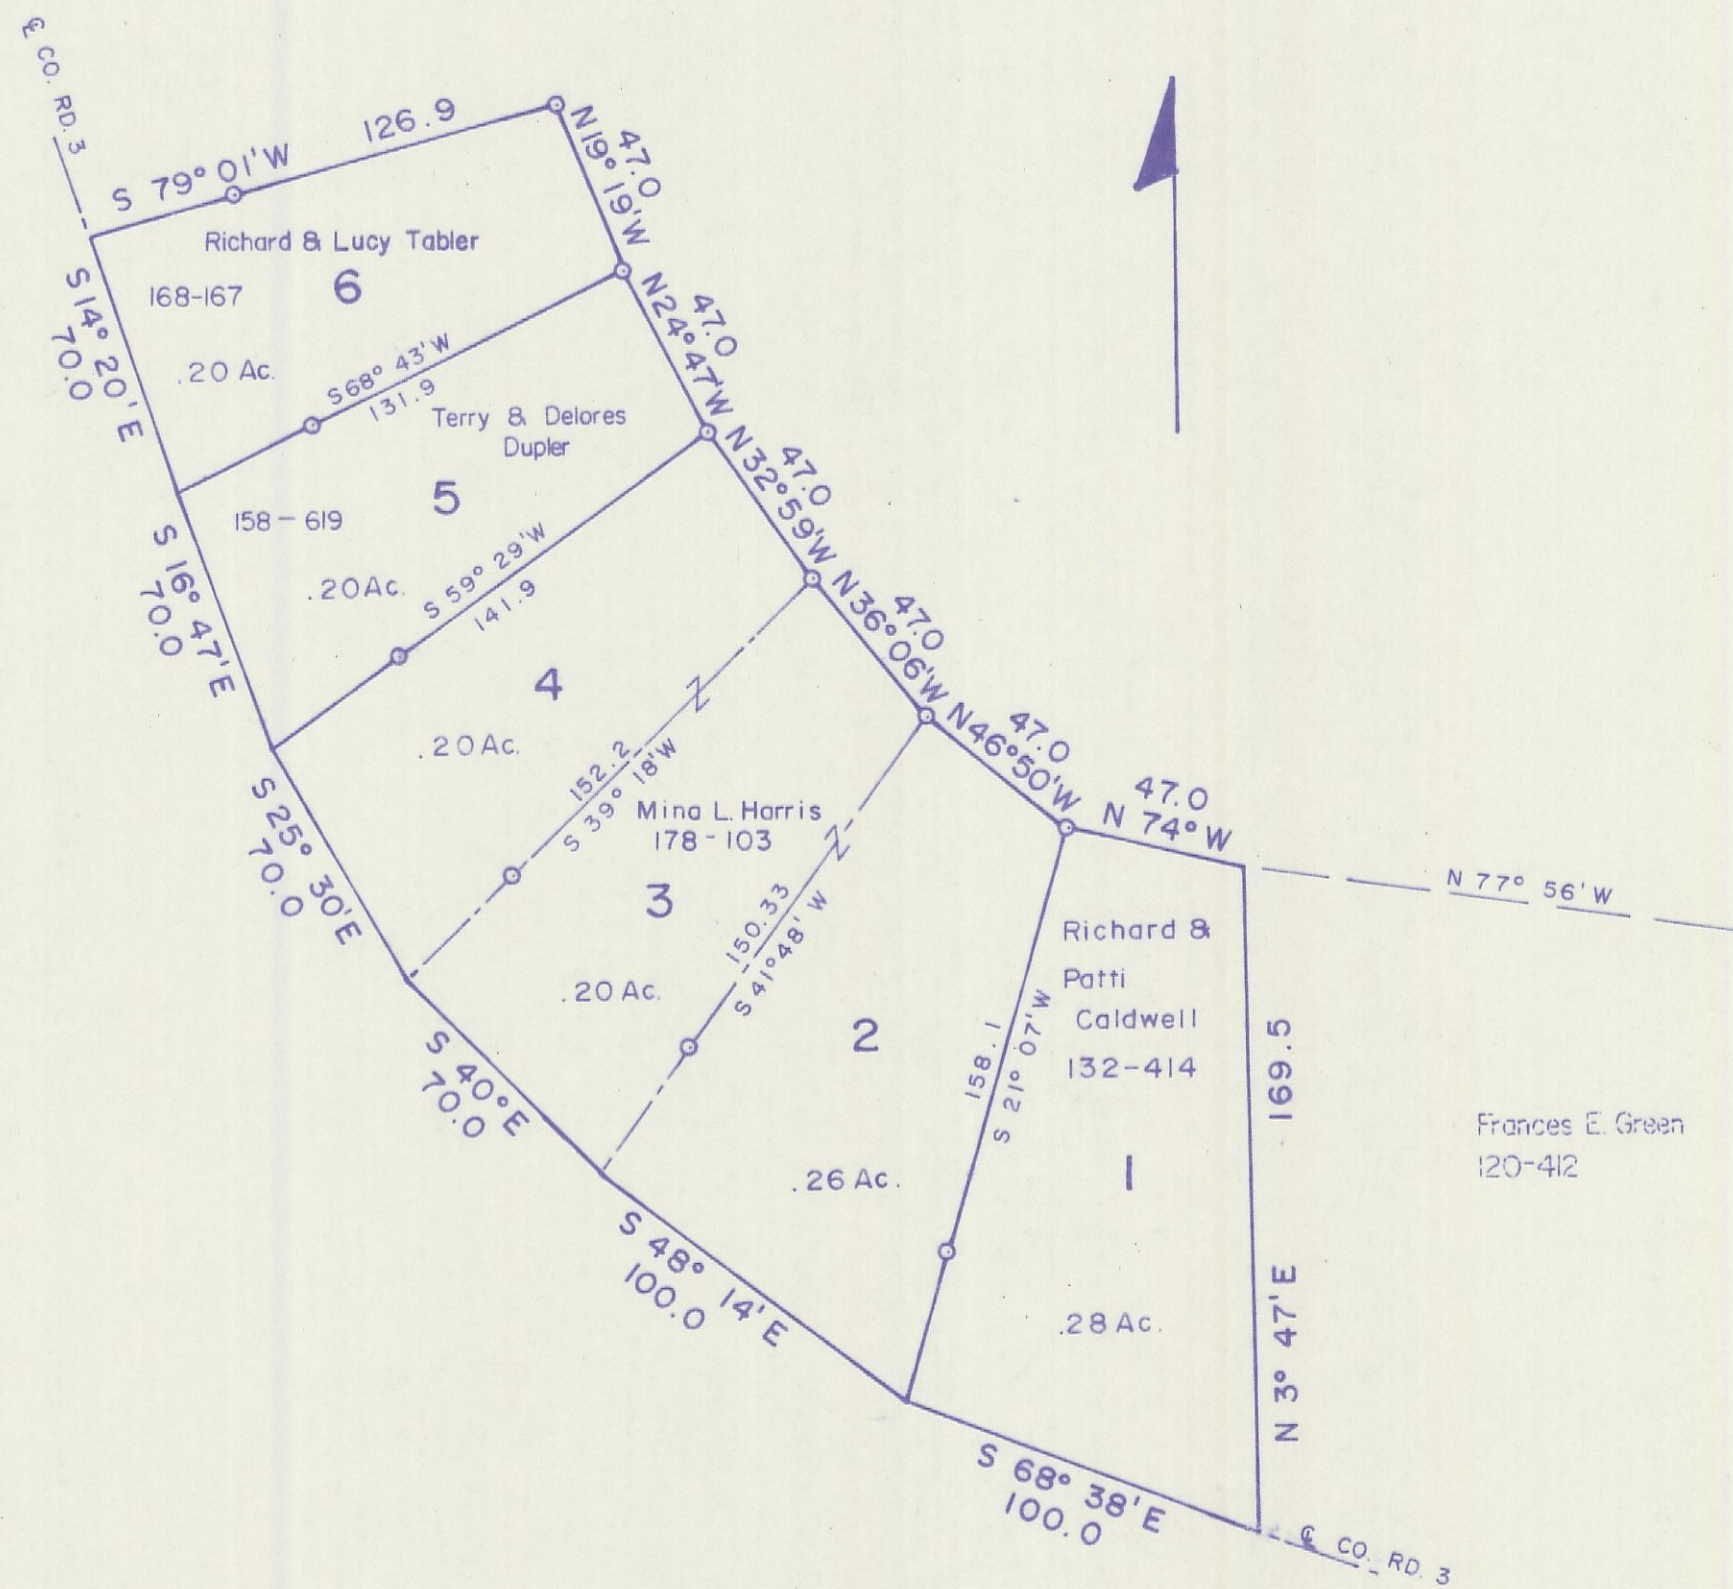 ℄ CO. RD. 3
S 79° 01' W
126.9
N 19° 19' W
47.0
Richard & Lucy Tabler
168-167
6
.20 Ac.
S 14° 20' E
70.0
S 68° 43' W
131.9
N 24° 47' W
47.0
Terry & Delores
Dupler
5
158-619
.20 Ac.
S 16° 47' E
70.0
S 59° 29' W
141.9
N 32° 59' W
47.0
4
.20 Ac.
S 25° 30' E
70.0
152.2
S 39° 18' W
N 36° 06' W
47.0
Mina L. Harris
178-103
3
.20 Ac.
S 40° E
70.0
150.33
S 41° 48' W
N 46° 50' W
47.0
2
.26 Ac.
S 48° 14' E
100.0
158.1
S 21° 07' W
47.0
N 74° W
N 77° 56' W
Richard &
Patti
Caldwell
132-414
1
.28 Ac.
169.5
N 3° 47' E
S 68° 38' E
100.0
Frances E. Green
120-412
℄ CO. RD. 3